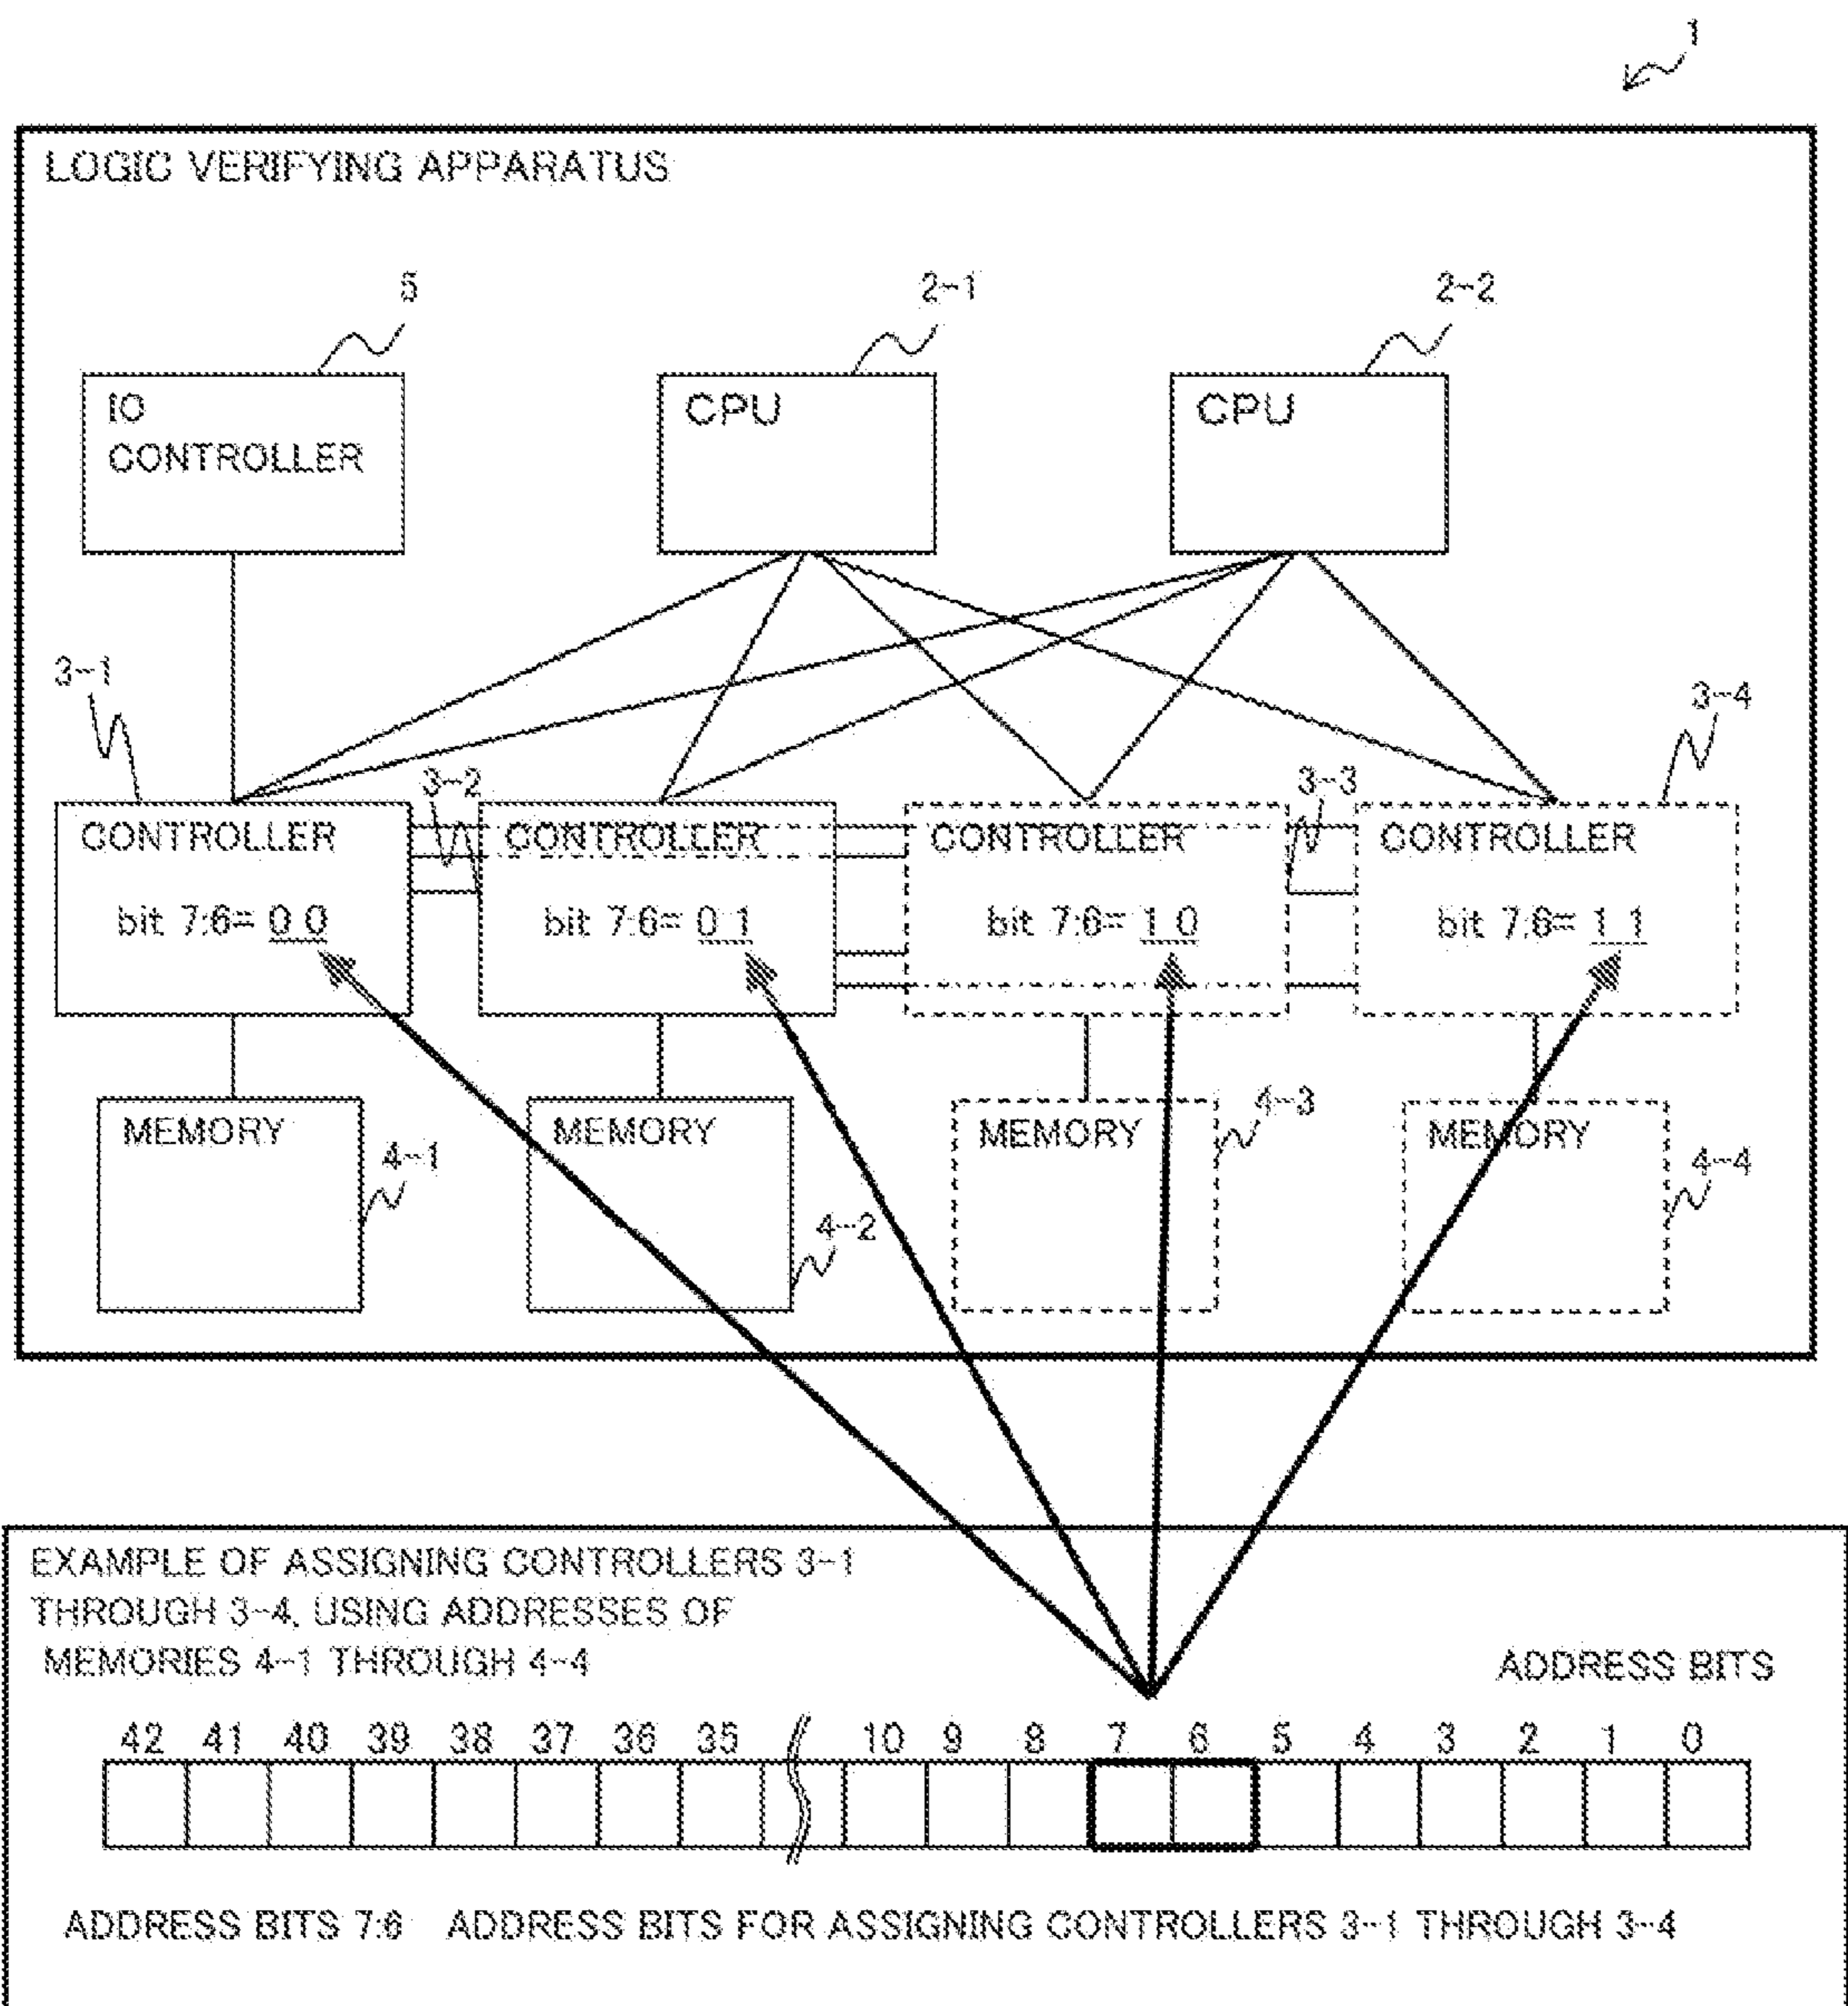 1
LOGIC VERIFYING APPARATUS
5
2-1
2-2
IO
CONTROLLER
CPU
CPU
3-1
3-4
3-2
3-3
CONTROLLER
CONTROLLER
CONTROLLER
CONTROLLER
bit 7:6= 0 0
bit 7:6= 0 1
bit 7:6= 1 0
bit 7:6= 1 1
MEMORY
MEMORY
MEMORY
MEMORY
4-1
4-2
4-3
4-4
EXAMPLE OF ASSIGNING CONTROLLERS 3-1
THROUGH 3-4, USING ADDRESSES OF
MEMORIES 4-1 THROUGH 4-4
ADDRESS BITS
42 41 40 39 38 37 36 35 10 9 8 7 6 5 4 3 2 1 0
ADDRESS BITS 7:6 ADDRESS BITS FOR ASSIGNING CONTROLLERS 3-1 THROUGH 3-4